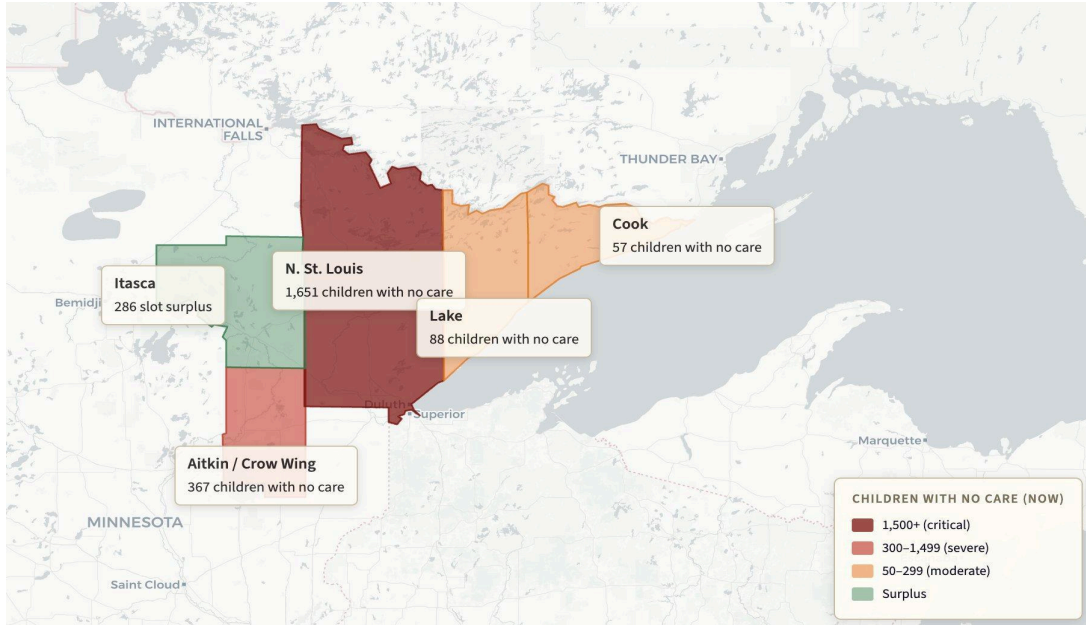 INTERNATIONAL
FALLS
THUNDER BAY
Cook
57 children with no care
N. St. Louis
1,651 children with no care
Itasca
286 slot surplus
Bemidji
Lake
88 children with no care
Duluth
Superior
Marquette
Aitkin / Crow Wing
367 children with no care
MINNESOTA
Saint Cloud
CHILDREN WITH NO CARE (NOW)
1,500+ (critical)
300–1,499 (severe)
50–299 (moderate)
Surplus